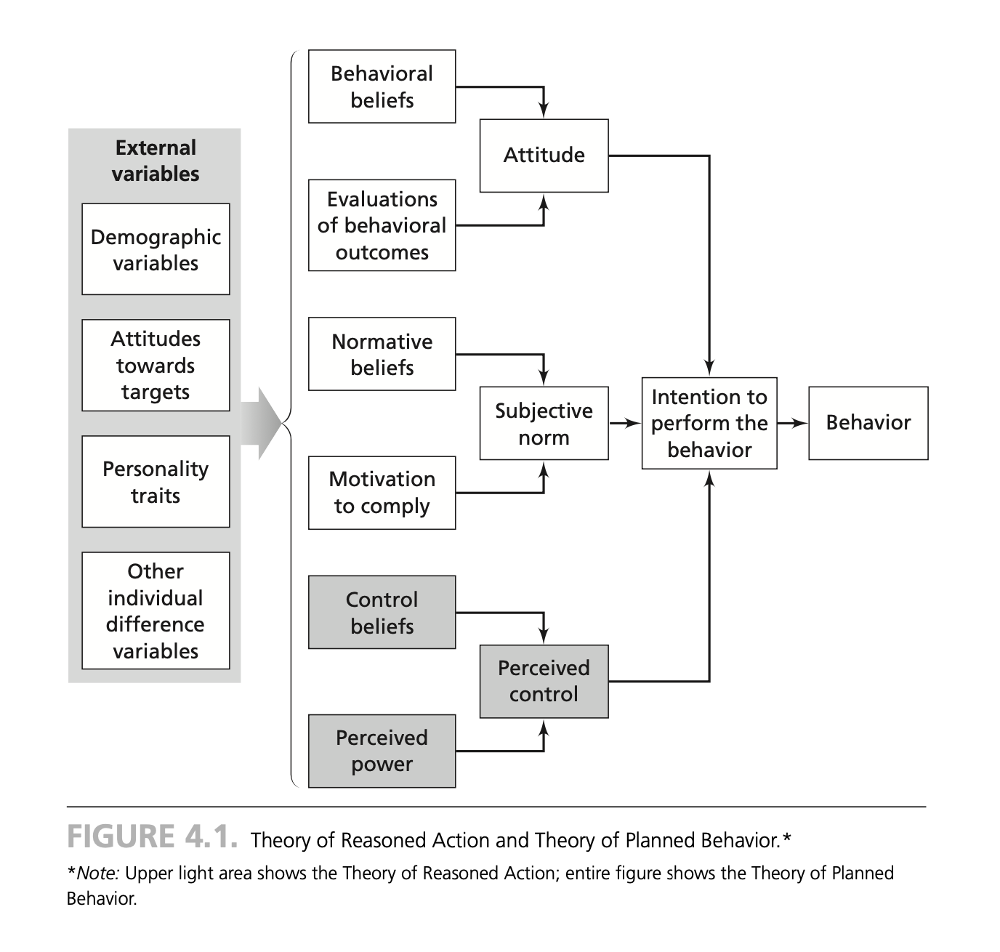 External
variables
Demographic
variables
Attitudes
towards
targets
Personality
traits
Other
individual
difference
variables
Behavioral
beliefs
Evaluations
of behavioral
outcomes
Normative
beliefs
Motivation
to comply
Control
beliefs
Perceived
power
Attitude
Subjective
norm
Perceived
control
Intention to
perform the
behavior
Behavior
FIGURE 4.1. Theory of Reasoned Action and Theory of Planned Behavior.*
*Note: Upper light area shows the Theory of Reasoned Action; entire figure shows the Theory of Planned
Behavior.